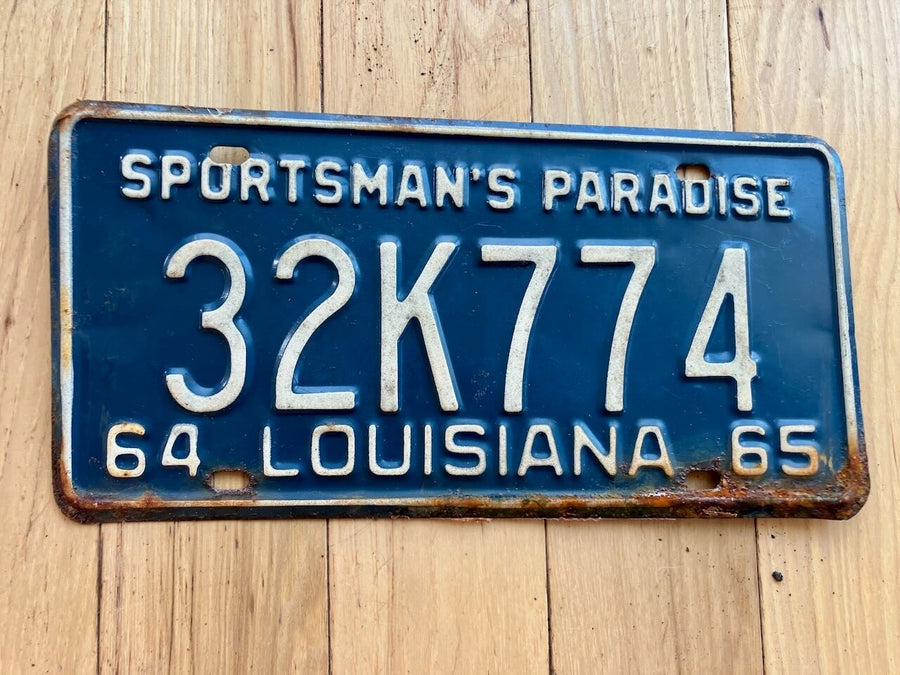 SPORTSMAN'S PARADISE
32K774
64 LOUISIANA 65